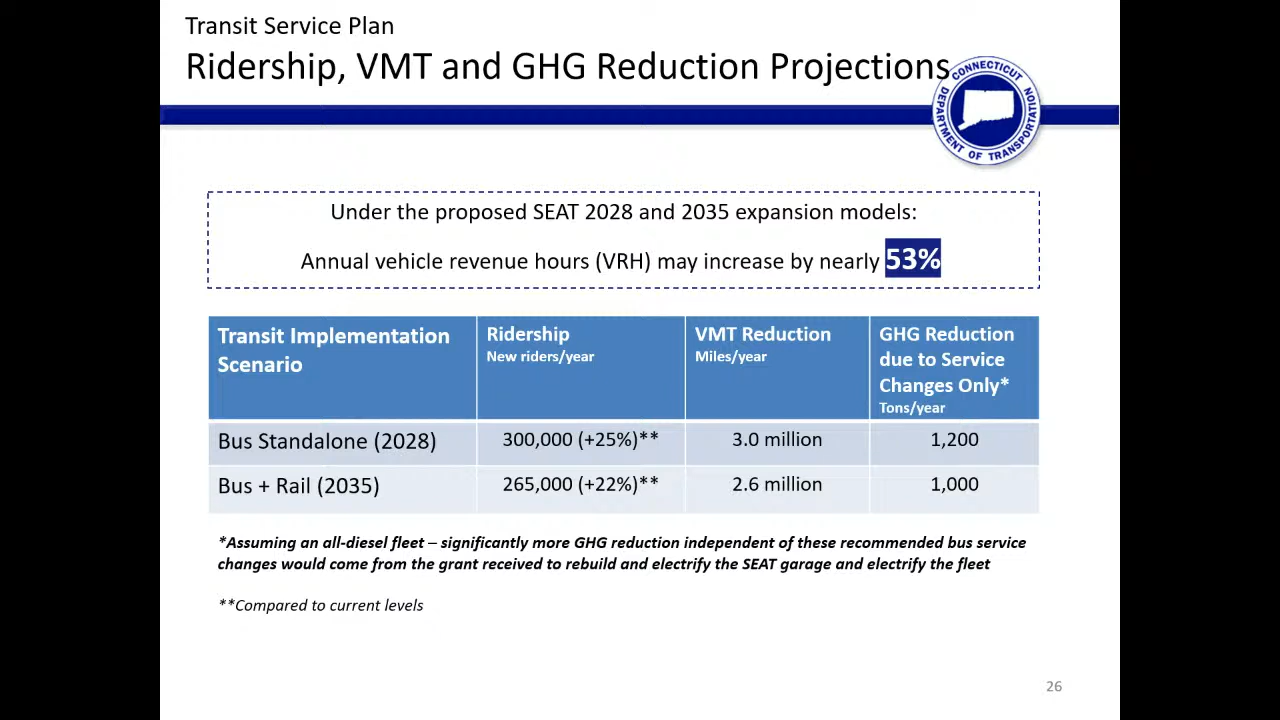 Transit Service Plan
Ridership, VMT and GHG Reduction Projections
CONNECTICUT
DEPARTMENT OF TRANSPORTATION
Under the proposed SEAT 2028 and 2035 expansion models:
Annual vehicle revenue hours (VRH) may increase by nearly 53%
Transit Implementation
Scenario
Ridership
New riders/year
VMT Reduction
Miles/year
GHG Reduction
due to Service
Changes Only*
Tons/year
Bus Standalone (2028) 300,000 (+25%)** 3.0 million 1,200
Bus + Rail (2035) 265,000 (+22%)** 2.6 million 1,000
*Assuming an all-diesel fleet – significantly more GHG reduction independent of these recommended bus service
changes would come from the grant received to rebuild and electrify the SEAT garage and electrify the fleet
**Compared to current levels
26